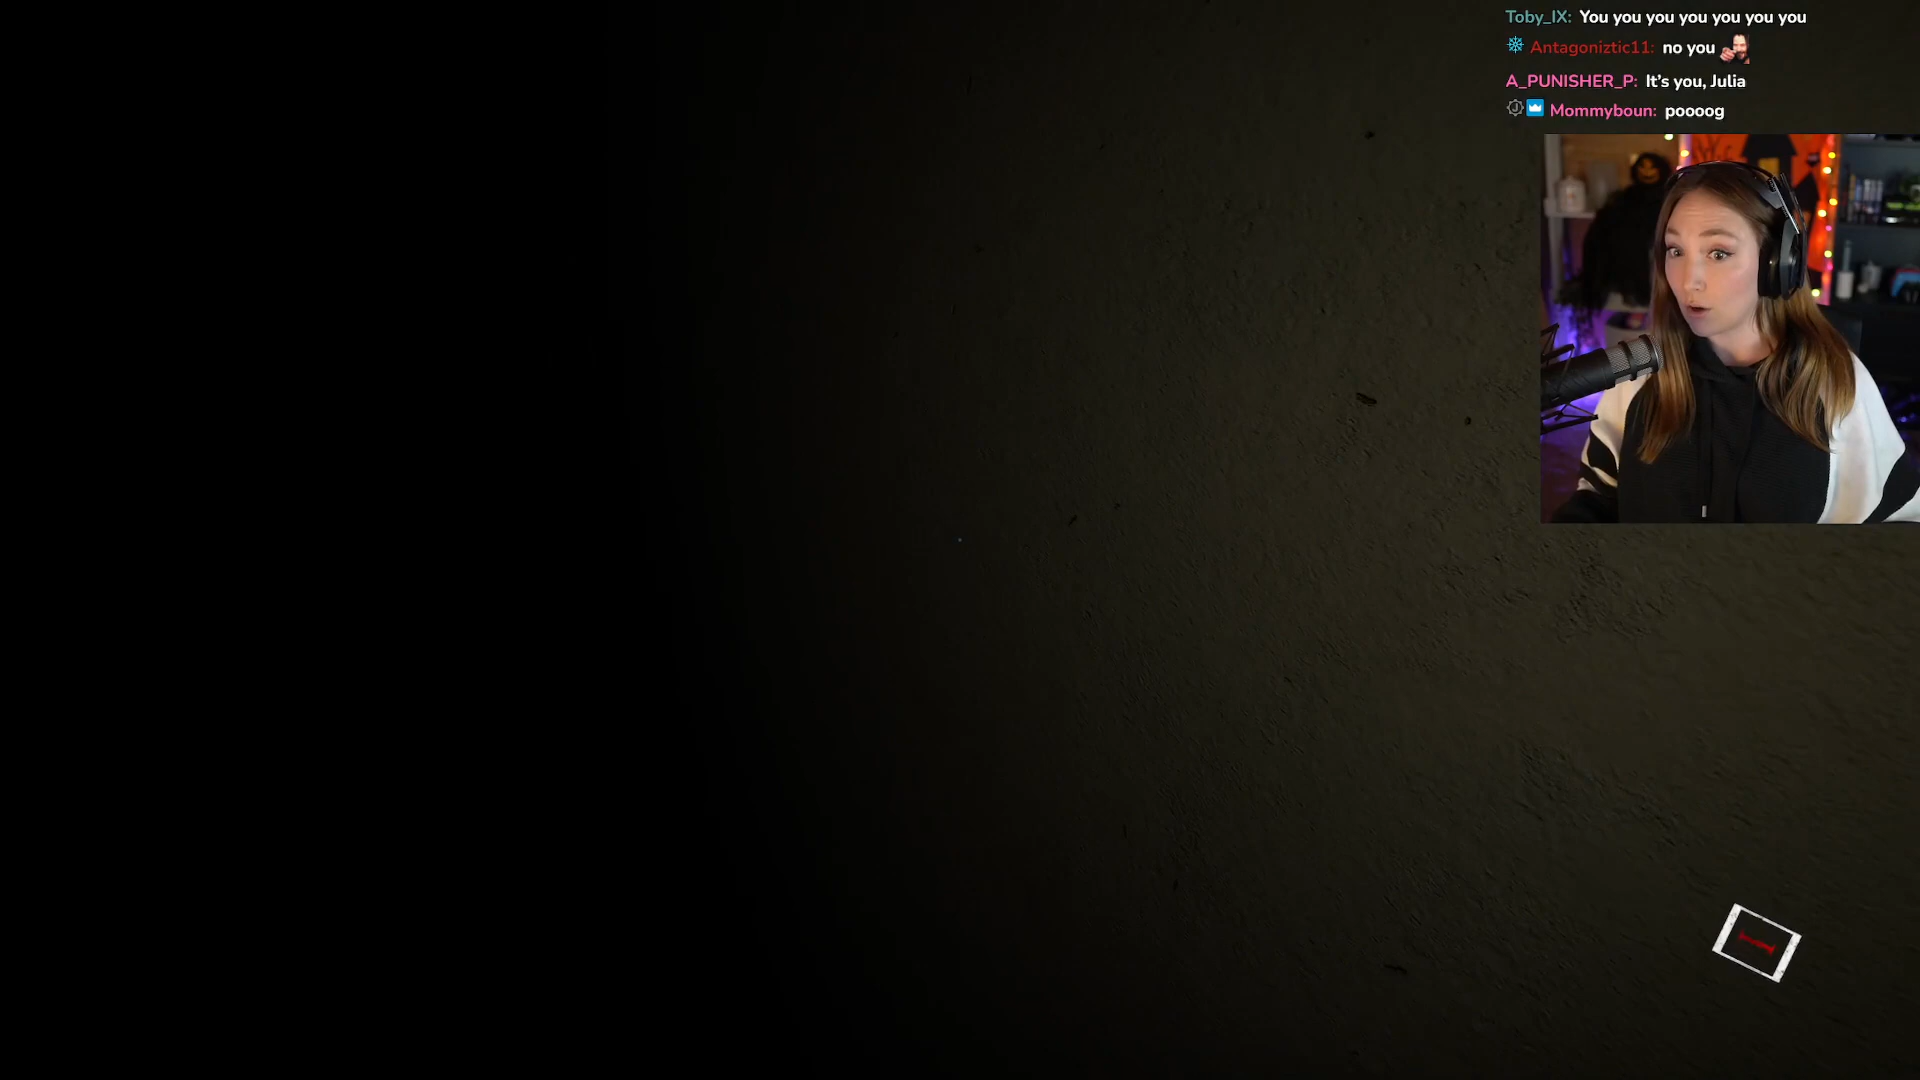 Toby_IX: You you you you you you you
Antagoniztic11: no you
A_PUNISHER_P: It's you, Julia
Mommyboun: poooog